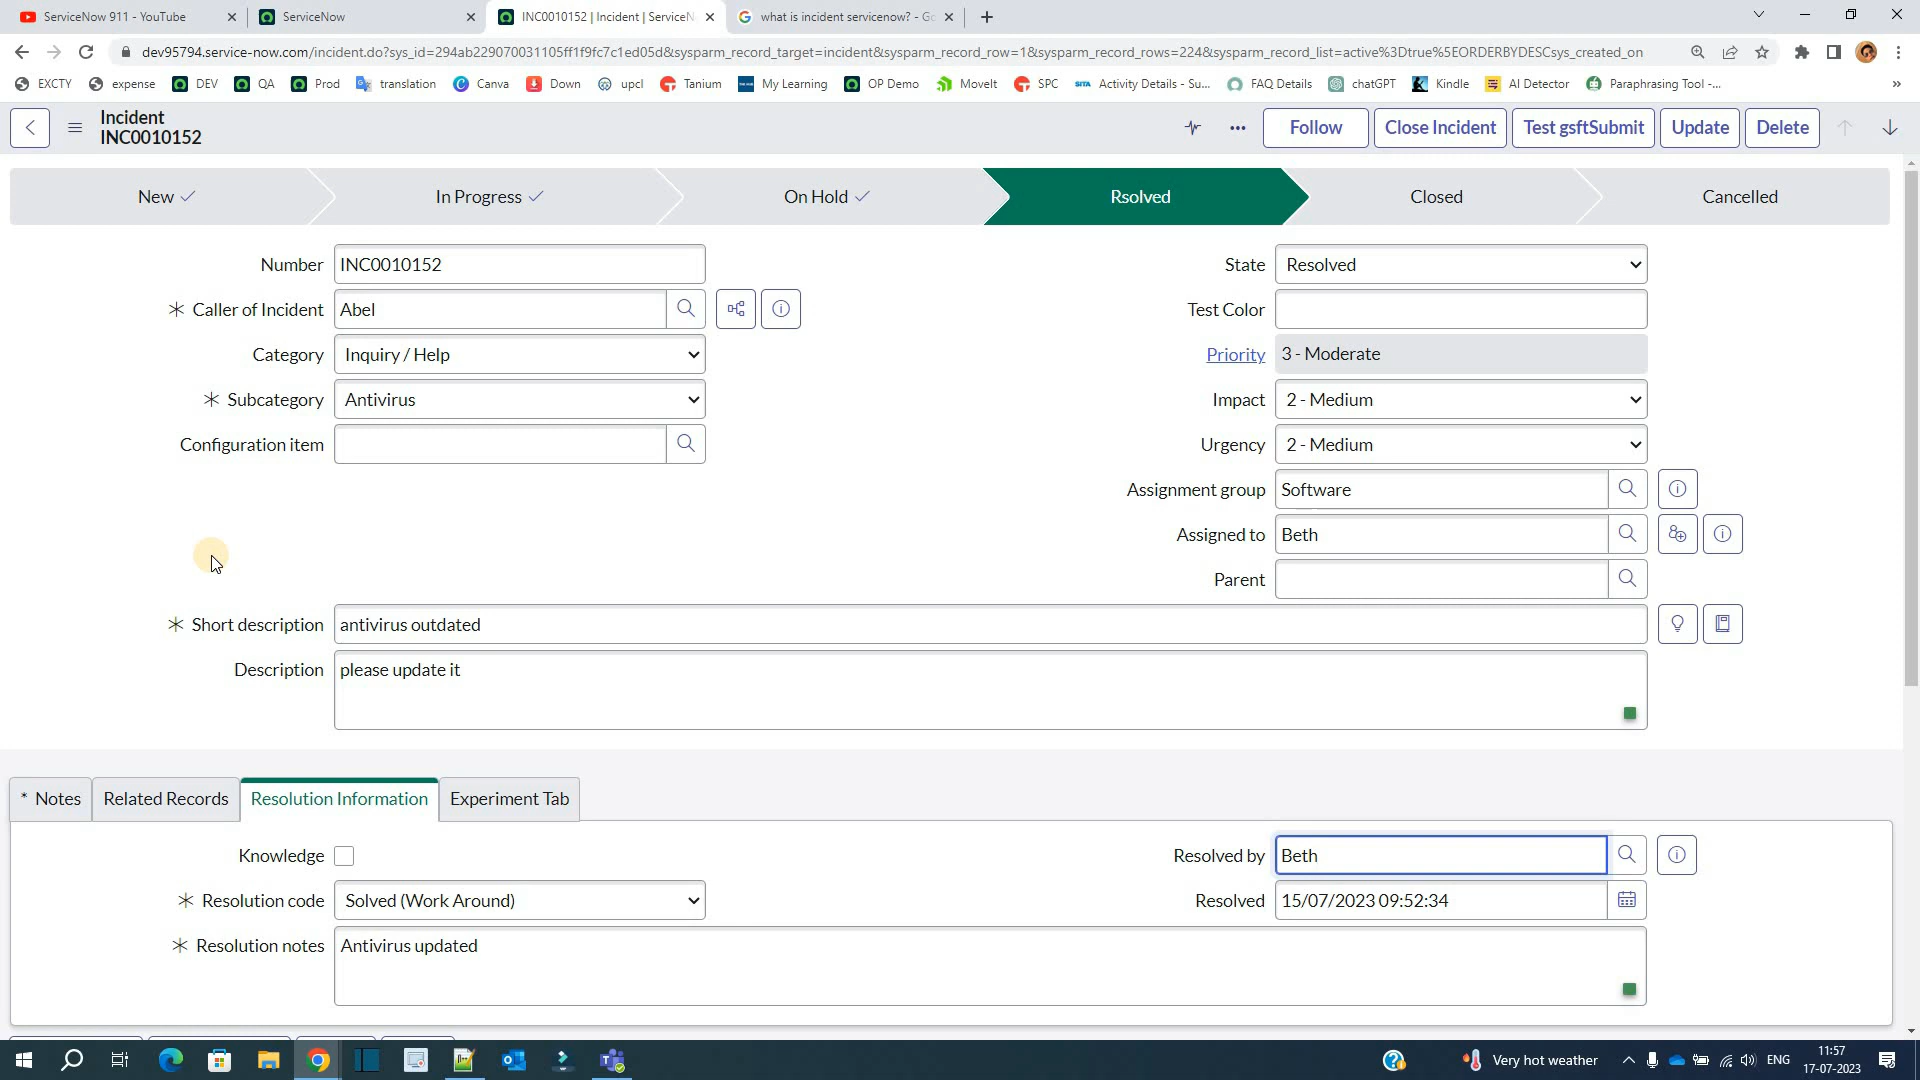 ServiceNow 911 - YouTube
ServiceNow
INC0010152 | Incident | ServiceN
what is incident servicenow? - Go
dev95794.service-now.com/incident.do?sys_id=294ab229070031105ff1f9fc7c1ed05d&sysparm_record_target=incident&sysparm_record_row=1&sysparm_record_rows=224&sysparm_record_list=active%3Dtrue%5EORDERBYDESCsys_created_on
EXCTY
expense
DEV
QA
Prod
translation
Canva
Down
upcl
Tanium
My Learning
OP Demo
MoveIt
SPC
SITA
Activity Details - Su...
FAQ Details
chatGPT
Kindle
AI Detector
Paraphrasing Tool -...
Incident
INC0010152
Follow
Close Incident
Test gsftSubmit
Update
Delete
New
In Progress
On Hold
Rsolved
Closed
Cancelled
Number INC0010152
State Resolved
Caller of Incident Abel
Test Color
Category Inquiry / Help
Priority 3 - Moderate
Subcategory Antivirus
Impact 2 - Medium
Configuration item
Urgency 2 - Medium
Assignment group Software
Assigned to Beth
Parent
Short description antivirus outdated
Description please update it
* Notes
Related Records
Resolution Information
Experiment Tab
Knowledge
Resolved by Beth
Resolution code Solved (Work Around)
Resolved 15/07/2023 09:52:34
Resolution notes Antivirus updated
Very hot weather
ENG
11:57
17-07-2023